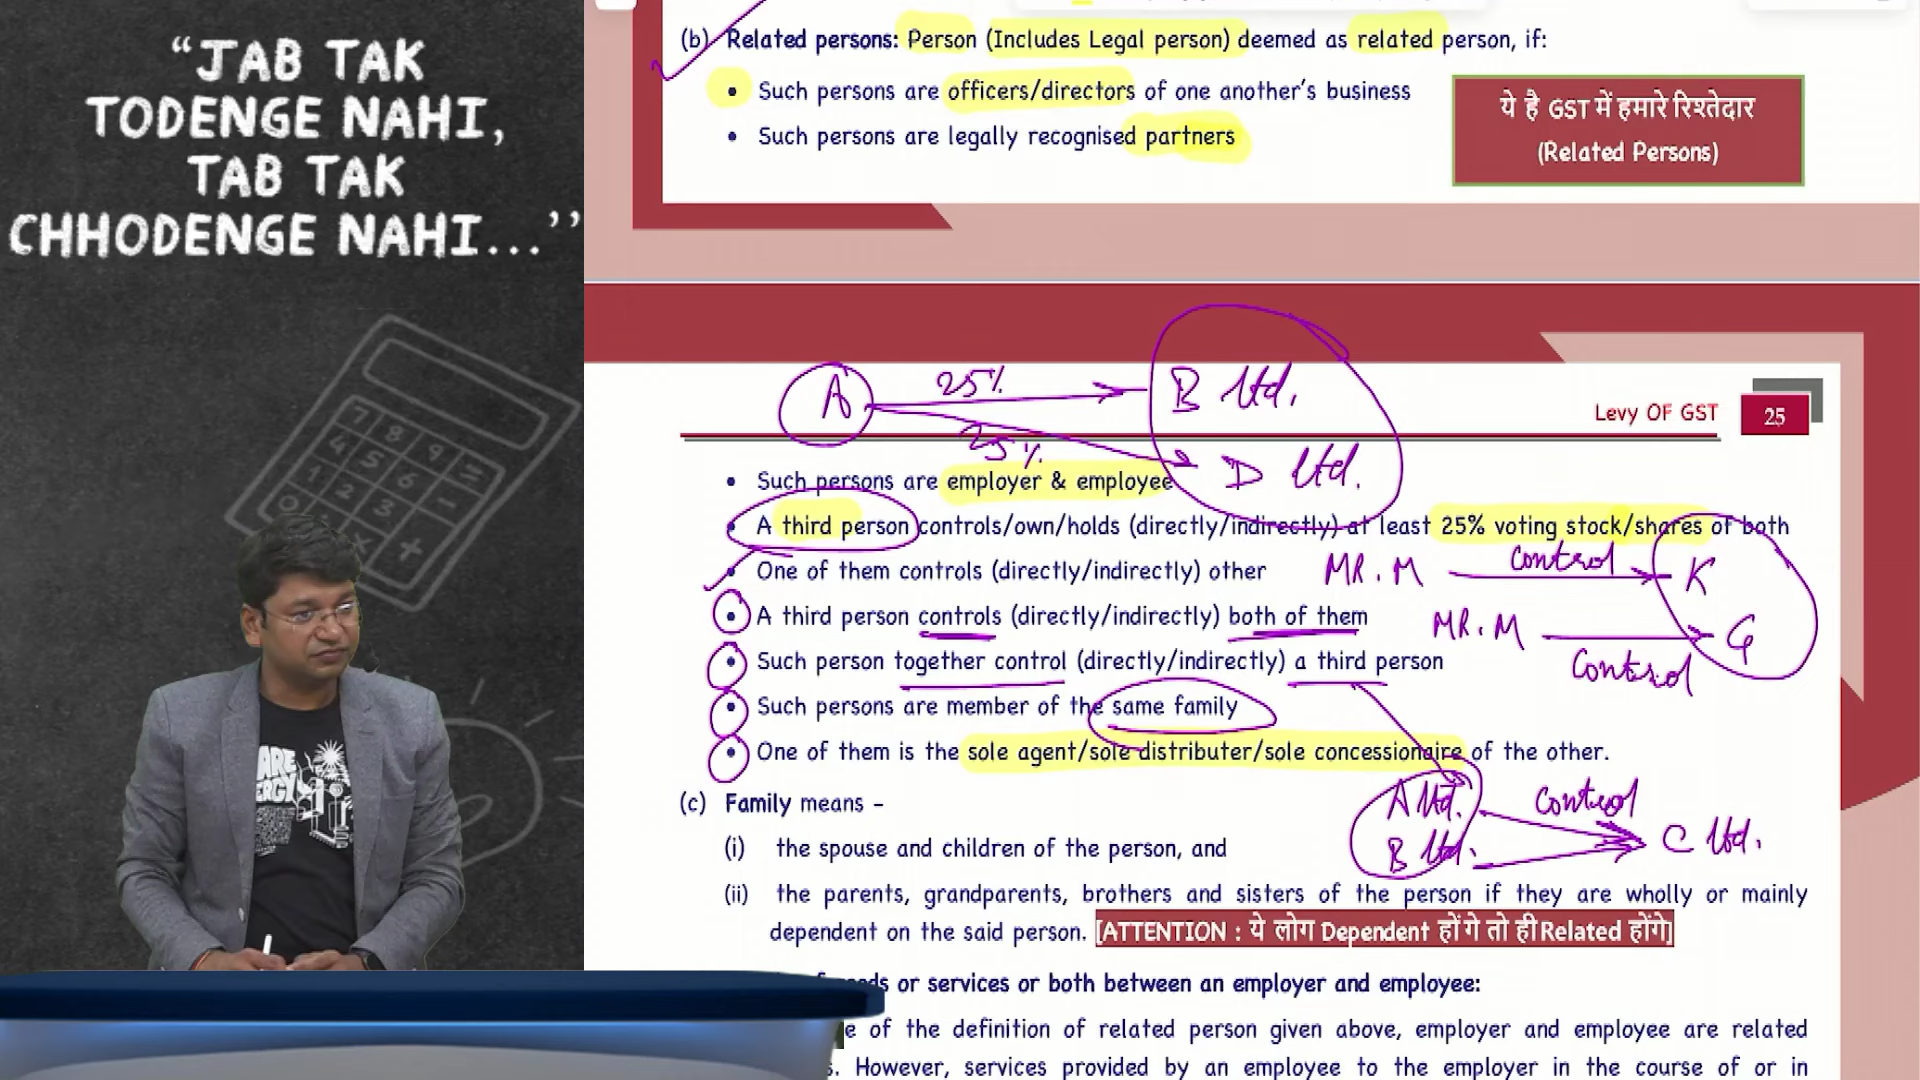 “JAB TAK
TODENGE NAHI,
TAB TAK
CHHODENGE NAHI...’’
(b) Related persons: Person (Includes Legal person) deemed as related person, if:
• Such persons are officers/directors of one another’s business
• Such persons are legally recognised partners
ये है GST में हमारे रिश्तेदार
(Related Persons)
A 25% B ltd.
25% D ltd.
Levy OF GST 25
• Such persons are employer & employee
• A third person controls/own/holds (directly/indirectly) at least 25% voting stock/shares of both
• One of them controls (directly/indirectly) other
MR. M control K
• A third person controls (directly/indirectly) both of them
MR. M Control G
• Such person together control (directly/indirectly) a third person
• Such persons are member of the same family
• One of them is the sole agent/sole distributer/sole concessionaire of the other.
A ltd. Control C ltd.
B ltd.
(c) Family means –
(i) the spouse and children of the person, and
(ii) the parents, grandparents, brothers and sisters of the person if they are wholly or mainly
dependent on the said person. [ATTENTION : ये लोग Dependent होंगे तो ही Related होंगे]
or services or both between an employer and employee:
of the definition of related person given above, employer and employee are related
However, services provided by an employee to the employer in the course of or in
7 8 9 =
4 5 6 –
1 2 3
0 × +